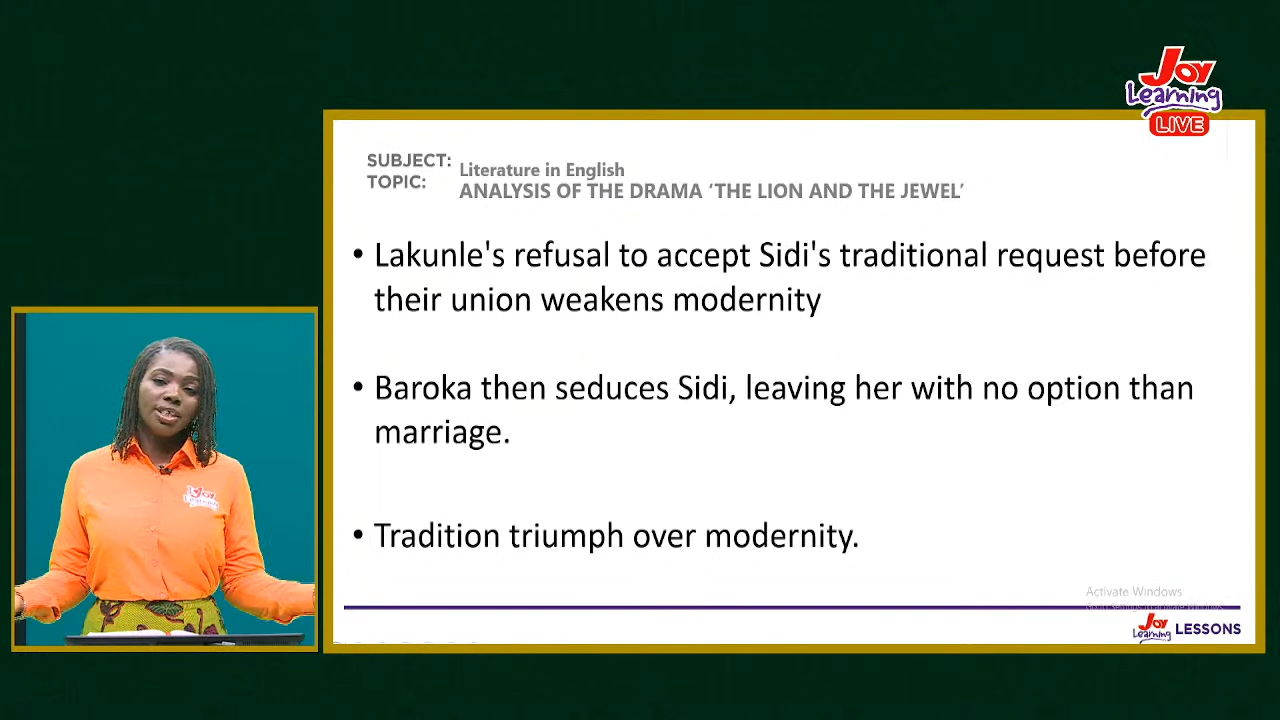 Joy
Learning
LIVE
SUBJECT: Literature in English
TOPIC: ANALYSIS OF THE DRAMA ‘THE LION AND THE JEWEL’
• Lakunle's refusal to accept Sidi's traditional request before
their union weakens modernity
• Baroka then seduces Sidi, leaving her with no option than
marriage.
• Tradition triumph over modernity.
Activate Windows
Joy
Learning
LESSONS
Joy
Learning